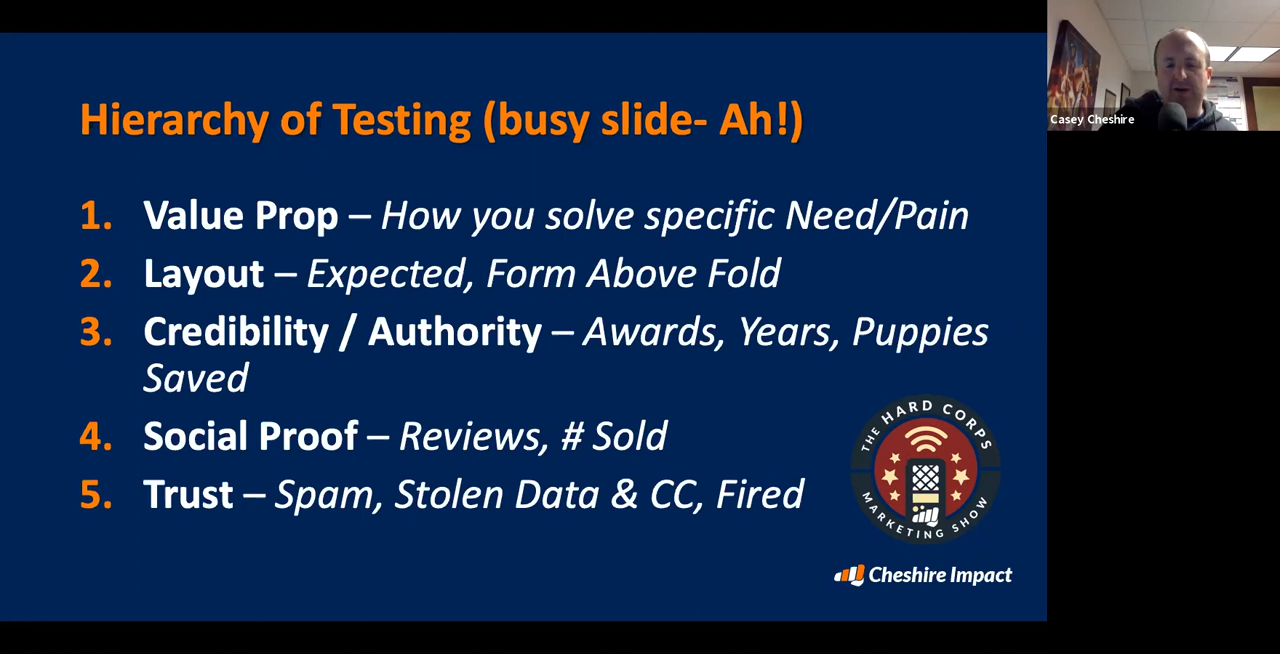 Hierarchy of Testing (busy slide- Ah!)
1. Value Prop – How you solve specific Need/Pain
2. Layout – Expected, Form Above Fold
3. Credibility / Authority – Awards, Years, Puppies
Saved
4. Social Proof – Reviews, # Sold
5. Trust – Spam, Stolen Data & CC, Fired
THE HARD CORPS
MARKETING SHOW
Cheshire Impact
Casey Cheshire